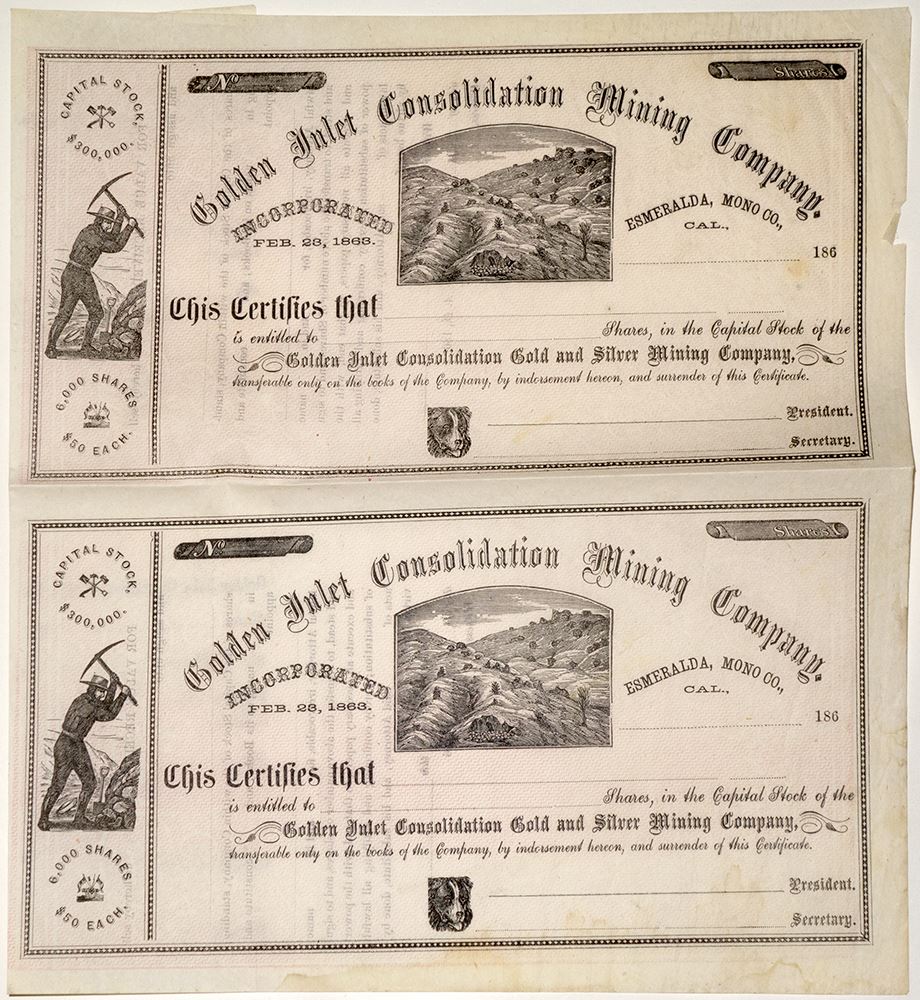 CAPITAL STOCK,
$300,000.
Nº
Shares.
Golden Inlet Consolidation Mining Company.
INCORPORATED
FEB. 23, 1863.
ESMERALDA, MONO CO.,
CAL.,
186
This Certifies that
is entitled to Shares, in the Capital Stock of the
Golden Inlet Consolidation Gold and Silver Mining Company,
transferable only on the books of the Company, by indorsement hereon, and surrender of this Certificate.
6,000 SHARES
$50 EACH.
President.
Secretary.
CAPITAL STOCK,
$300,000.
Nº
Shares
Golden Inlet Consolidation Mining Company.
INCORPORATED
FEB. 23, 1863.
ESMERALDA, MONO CO.,
CAL.,
186
This Certifies that
is entitled to Shares, in the Capital Stock of the
Golden Inlet Consolidation Gold and Silver Mining Company,
transferable only on the books of the Company, by indorsement hereon, and surrender of this Certificate.
6,000 SHARES
$50 EACH.
President.
Secretary.